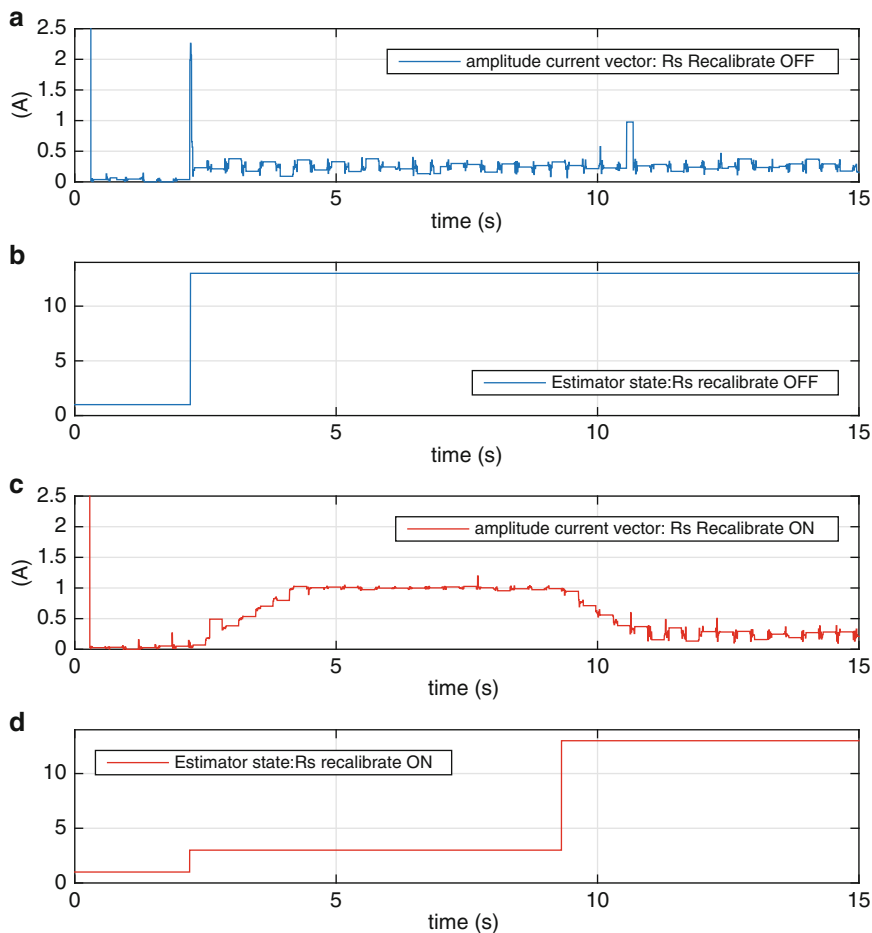 a
2.5
2
1.5
1
0.5
0
(A)
amplitude current vector: Rs Recalibrate OFF
0 5 10 15
time (s)
b
10
5
0
Estimator state:Rs recalibrate OFF
0 5 10 15
time (s)
c
2.5
2
1.5
1
0.5
0
(A)
amplitude current vector: Rs Recalibrate ON
0 5 10 15
time (s)
d
10
5
0
Estimator state:Rs recalibrate ON
0 5 10 15
time (s)